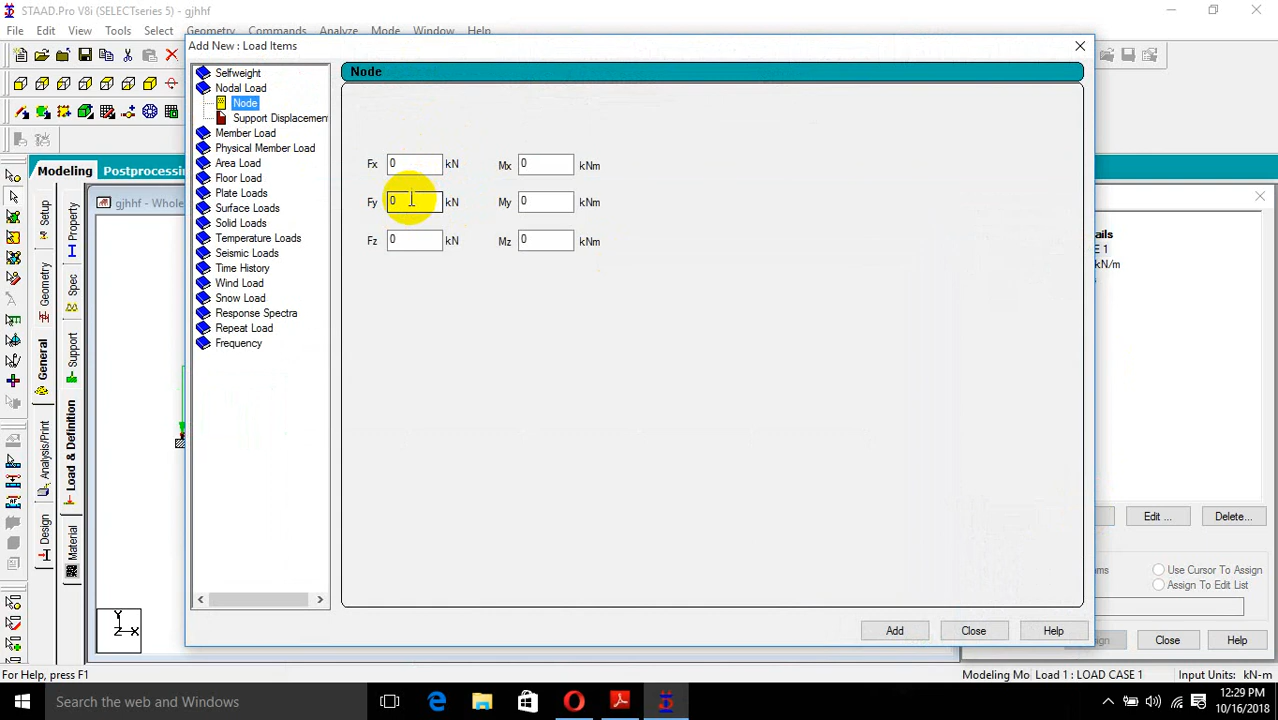 STAAD.Pro V8i (SELECTseries 5) - gjhhf
File Edit View Tools Select Geometry Commands Analyze Mode Window Help
Add New : Load Items
Selfweight
Nodal Load
Node
Support Displacemen
Member Load
Physical Member Load
Area Load
Floor Load
Plate Loads
Surface Loads
Solid Loads
Temperature Loads
Seismic Loads
Time History
Wind Load
Snow Load
Response Spectra
Repeat Load
Frequency
Node
Fx 0 kN Mx 0 kNm
Fy 0 kN My 0 kNm
Fz 0 kN Mz 0 kNm
Add Close Help
Modeling Postprocessing
gjhhf - Whole
Setup
Geometry
General
Analysis/Print
Design
Property
Spec
Support
Load & Definition
Material
Y
Z X
ails
E 1
kN/m
Edit ... Delete...
ms Use Cursor To Assign
Assign To Edit List
ign Close Help
For Help, press F1
Modeling Mo Load 1 : LOAD CASE 1 Input Units: kN-m
Search the web and Windows
12:29 PM
10/16/2018